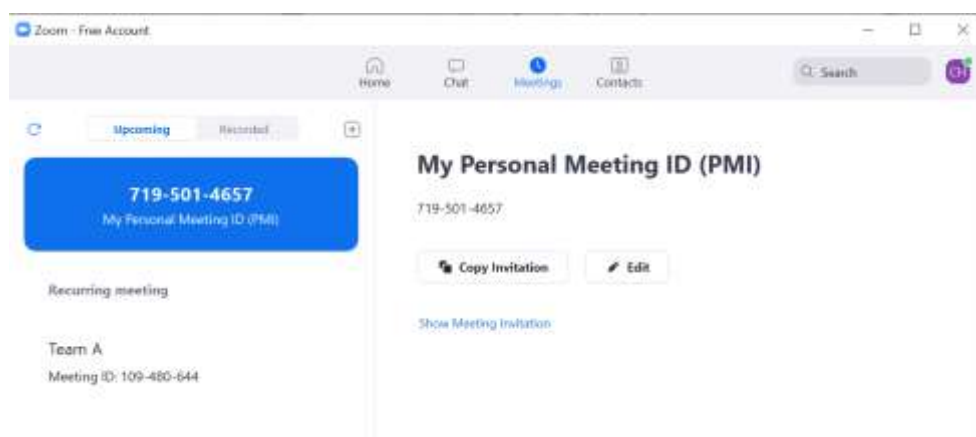 Zoom - Free Account
Home
Chat
Meetings
Contacts
Search
CH
Upcoming
Recorded
719-501-4657
My Personal Meeting ID (PMI)
Recurring meeting
Team A
Meeting ID: 109-480-644
My Personal Meeting ID (PMI)
719-501-4657
Copy Invitation
Edit
Show Meeting Invitation